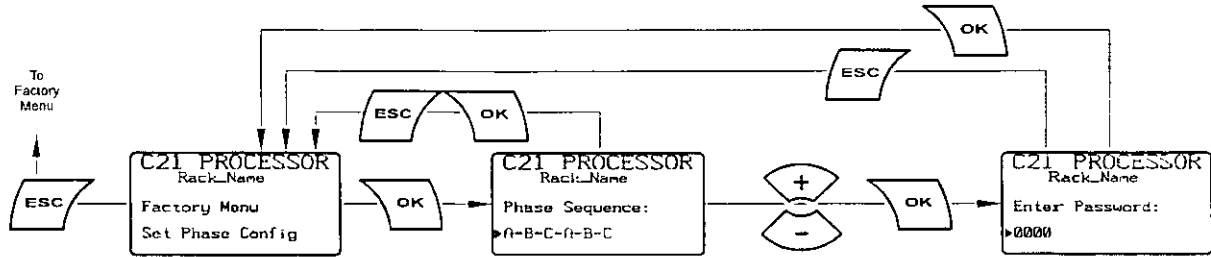 OK
ESC
To
Factory
Menu
ESC OK
ESC
C21 PROCESSOR
Rack_Name
Factory Menu
Set Phase Config
OK
C21 PROCESSOR
Rack_Name
Phase Sequence:
▶A-B-C-A-B-C
+
-
OK
C21 PROCESSOR
Rack_Name
Enter Password:
▶0000